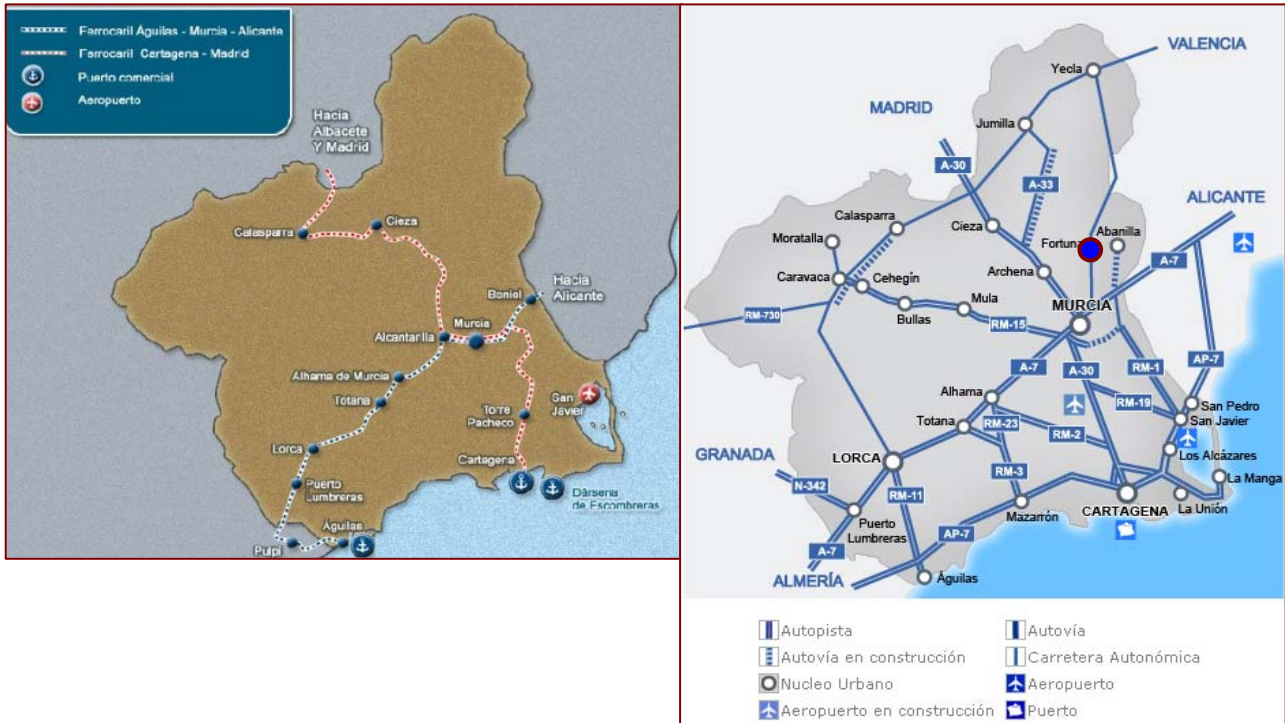 Ferrocaril Águilas - Murcia - Alicante
Ferrocaril Cartagena - Madrid
Puerto comercial
Aeropuerto
Hacia
Albacete
Y Madrid
Calasparra
Cieza
Hacia
Alicante
Boniel
Murcia
Alcantarilla
Alhama de Murcia
Totana
San
Javier
Torre
Pacheco
Lorca
Cartagena
Puerto
Lumbreras
Dársena
de Escombreras
Águilas
Pulpí
VALENCIA
Yecla
MADRID
Jumilla
A-30
A-33
ALICANTE
Calasparra
Cieza
Moratalla
Fortuna
Abanilla
A-7
Caravaca
Cehegín
Archena
Bullas
Mula
MURCIA
RM-730
RM-15
A-7
A-30
RM-1
AP-7
Alhama
RM-19
San Pedro
San Javier
Totana
RM-23
RM-2
Los Alcázares
GRANADA
LORCA
RM-3
La Manga
N-342
RM-11
Mazarrón
CARTAGENA
La Unión
Puerto
Lumbreras
AP-7
A-7
ALMERÍA
Águilas
Autopista
Autovía
Autovía en construcción
Carretera Autonómica
Nucleo Urbano
Aeropuerto
Aeropuerto en construcción
Puerto